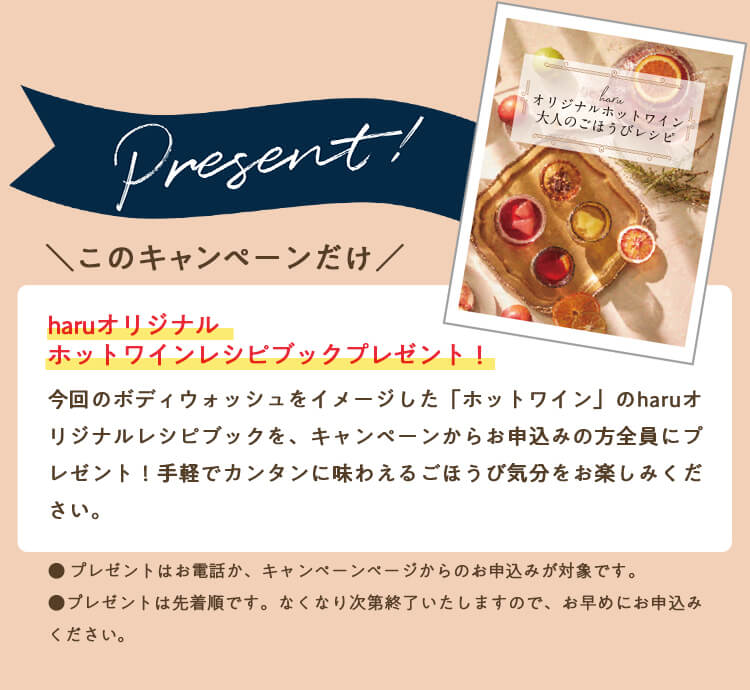 Present!
haru
オリジナルホットワイン
大人のごほうびレシピ
＼このキャンペーンだけ／
haruオリジナル
ホットワインレシピブックプレゼント！
今回のボディウォッシュをイメージした「ホットワイン」のharuオ
リジナルレシピブックを、キャンペーンからお申込みの方全員にプ
レゼント！手軽でカンタンに味わえるごほうび気分をお楽しみくだ
さい。
● プレゼントはお電話か、キャンペーンページからのお申込みが対象です。
●プレゼントは先着順です。なくなり次第終了いたしますので、お早めにお申込み
ください。